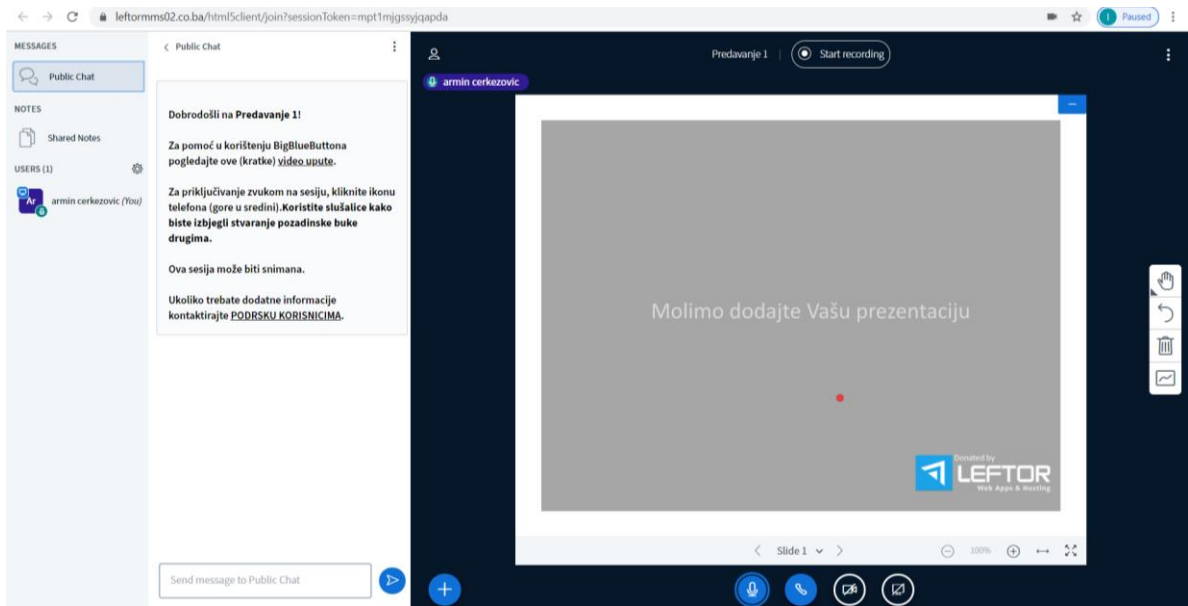 leftormms02.co.ba/html5client/join?sessionToken=mpt1mjgssyjqapda
I
Paused
MESSAGES
Public Chat
NOTES
Shared Notes
USERS (1)
Ar
armin cerkezovic (You)
Public Chat
Dobrodošli na Predavanje 1!
Za pomoć u korištenju BigBlueButtona
pogledajte ove (kratke) video upute.
Za priključivanje zvukom na sesiju, kliknite ikonu
telefona (gore u sredini).Koristite slušalice kako
biste izbjegli stvaranje pozadinske buke
drugima.
Ova sesija može biti snimana.
Ukoliko trebate dodatne informacije
kontaktirajte PODRSKU KORISNICIMA.
Send message to Public Chat
Predavanje 1
Start recording
armin cerkezovic
Molimo dodajte Vašu prezentaciju
Donated by
LEFTOR
Web Apps & Hosting
Slide 1
100%